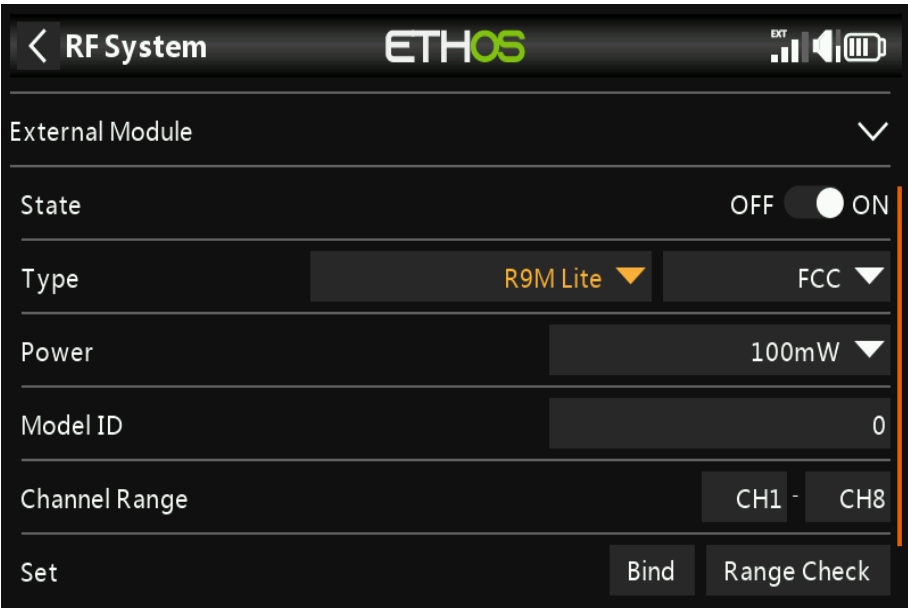 RF System ETHOS EXT
External Module
State OFF ON
Type R9M Lite FCC
Power 100mW
Model ID 0
Channel Range CH1 - CH8
Set Bind Range Check